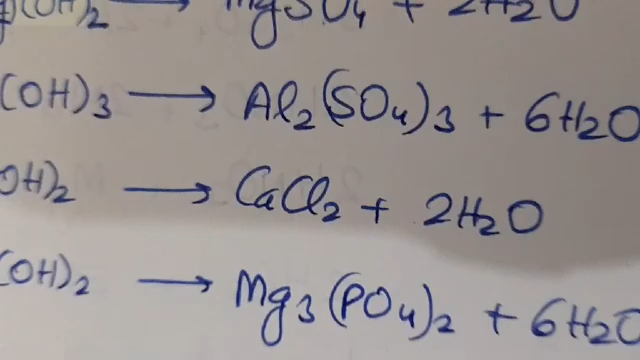 (OH)₂ → MgSO₄ + 2H₂O
(OH)₃ → Al₂(SO₄)₃ + 6H₂O
OH)₂ → CaCl₂ + 2H₂O
(OH)₂ → Mg₃(PO₄)₂ + 6H₂O